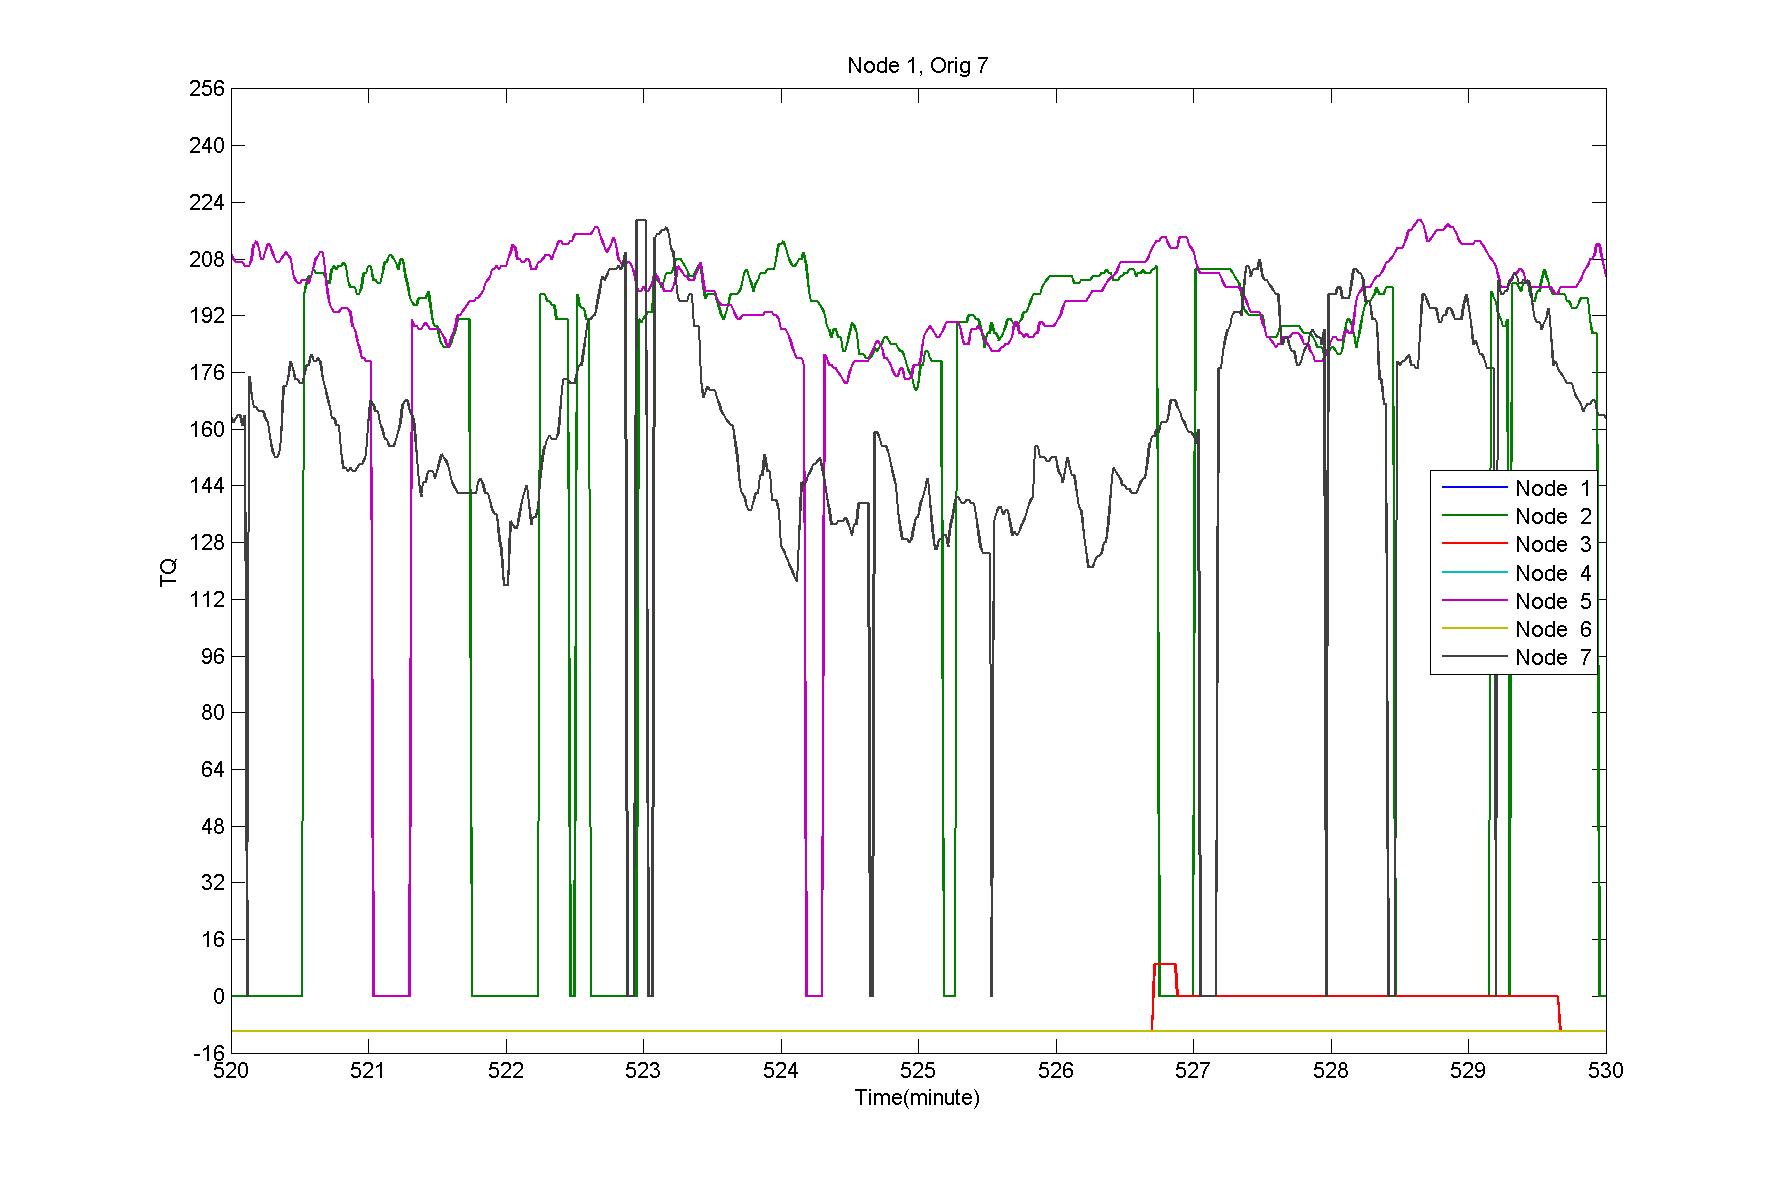 Node 1, Orig 7
256
240
224
208
192
176
160
144
128
112
96
80
64
48
32
16
0
-16
TQ
Node 1
Node 2
Node 3
Node 4
Node 5
Node 6
Node 7
520 521 522 523 524 525 526 527 528 529 530
Time(minute)